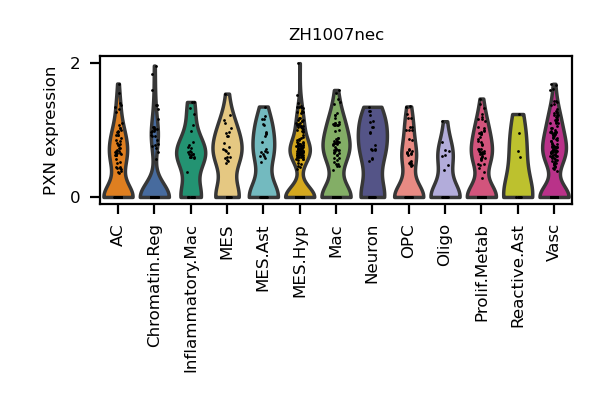 ZH1007nec
PXN expression
2
0
AC
Chromatin.Reg
Inflammatory.Mac
MES
MES.Ast
MES.Hyp
Mac
Neuron
OPC
Oligo
Prolif.Metab
Reactive.Ast
Vasc